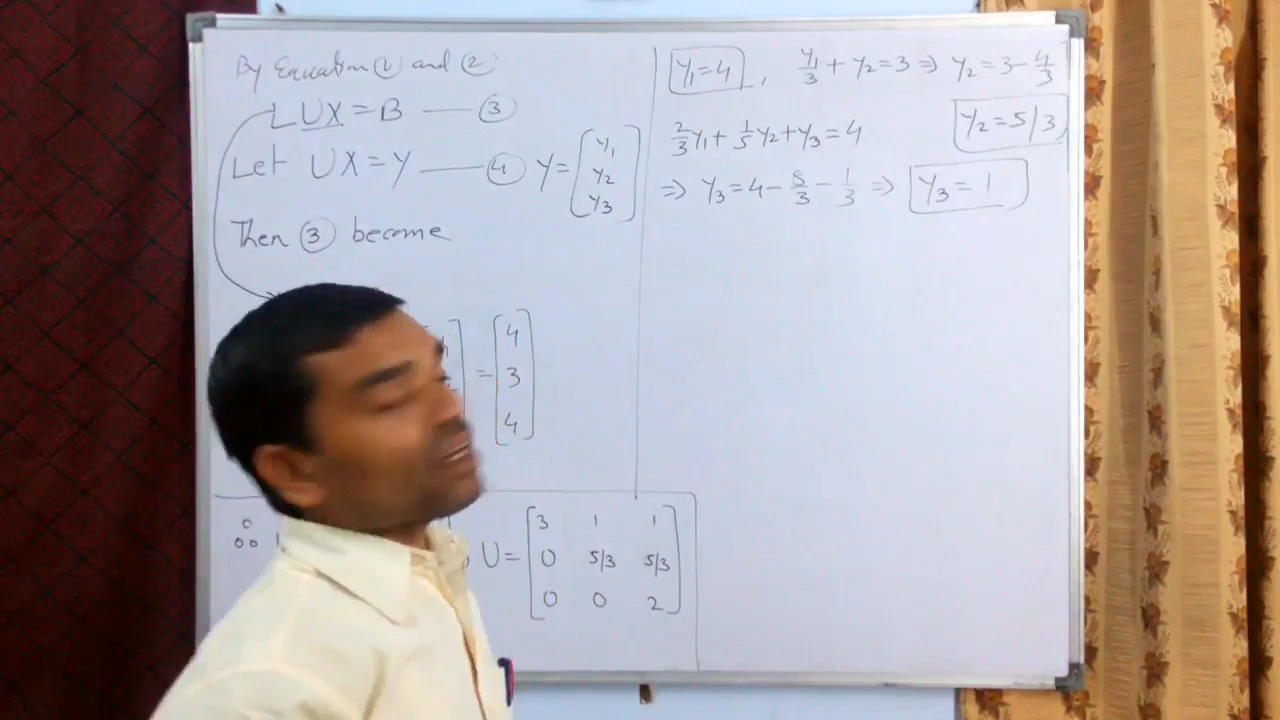 By Equation ① and ②
LUX = B —— ③
Let UX = Y —— ④ Y = [y₁ y₂ y₃]
Then ③ become
= [4 3 4]
∴ U = [3 1 1
0 5/3 5/3
0 0 2]
y₁ = 4 , y₁/3 + y₂ = 3 ⇒ y₂ = 3 - 4/3
y₂ = 5/3
2/3 y₁ + 1/5 y₂ + y₃ = 4
⇒ y₃ = 4 - 8/3 - 1/3 ⇒ y₃ = 1